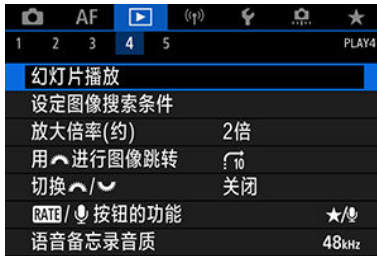 AF
1 2 3 4 5 PLAY4
幻灯片播放
设定图像搜索条件
放大倍率(约) 2倍
用进行图像跳转 10
切换/ 关闭
RATE/按钮的功能 ★/
语音备忘录音质 48kHz